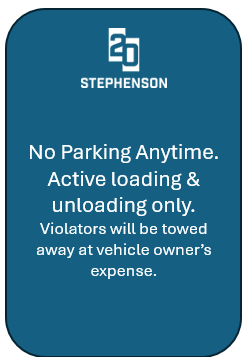 20
STEPHENSON
No Parking Anytime.
Active loading &
unloading only.
Violators will be towed
away at vehicle owner's
expense.